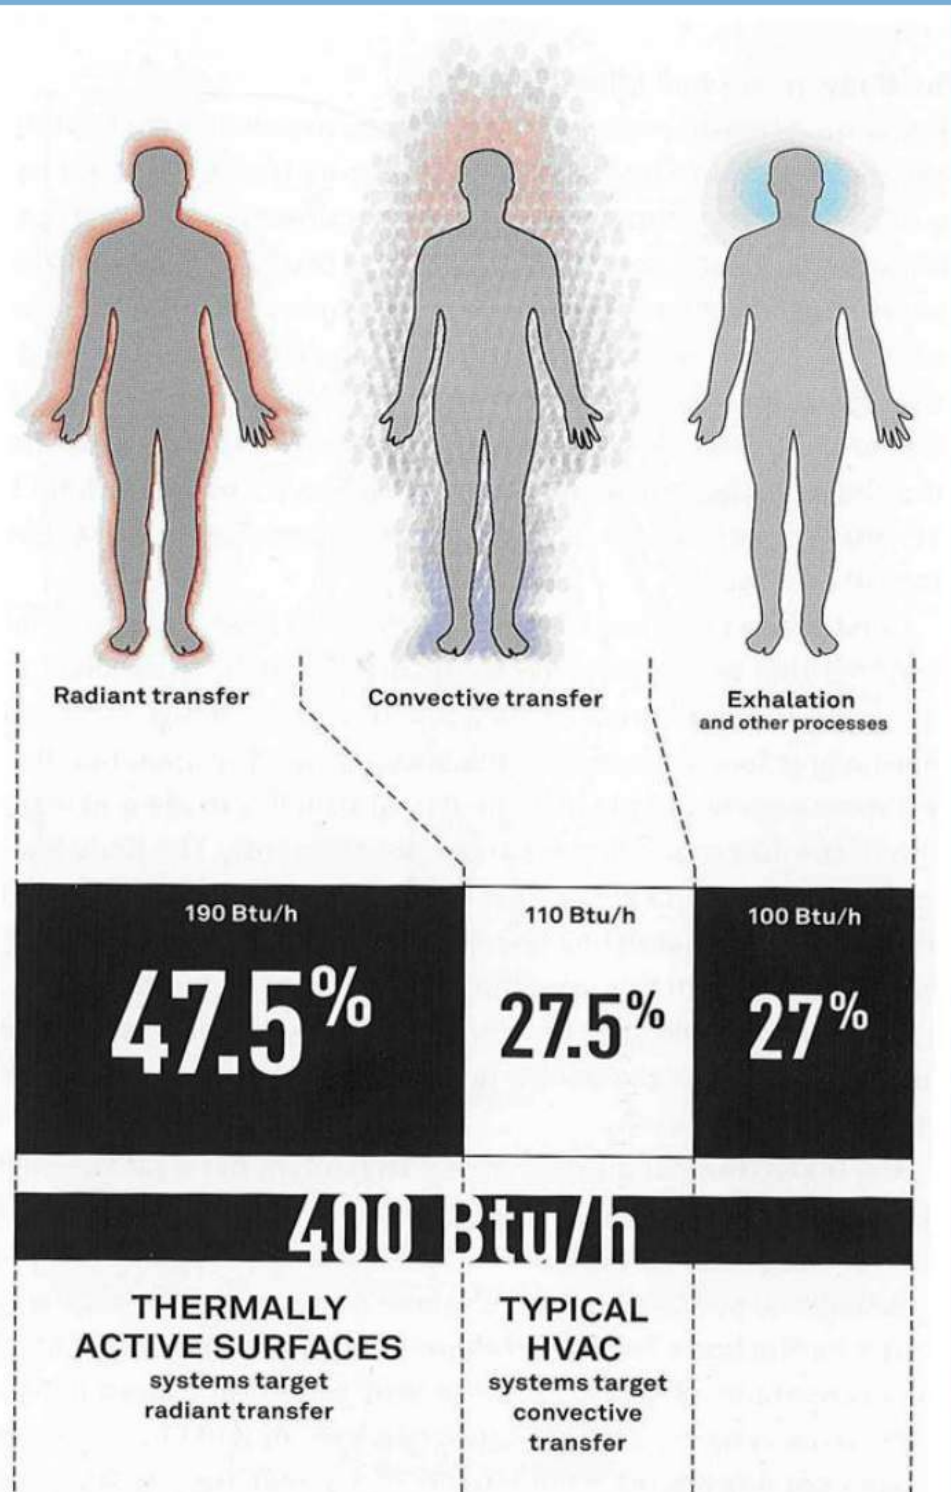 Radiant transfer
Convective transfer
Exhalation
and other processes
190 Btu/h
110 Btu/h
100 Btu/h
47.5%
27.5%
27%
400 Btu/h
THERMALLY
ACTIVE SURFACES
systems target
radiant transfer
TYPICAL
HVAC
systems target
convective
transfer